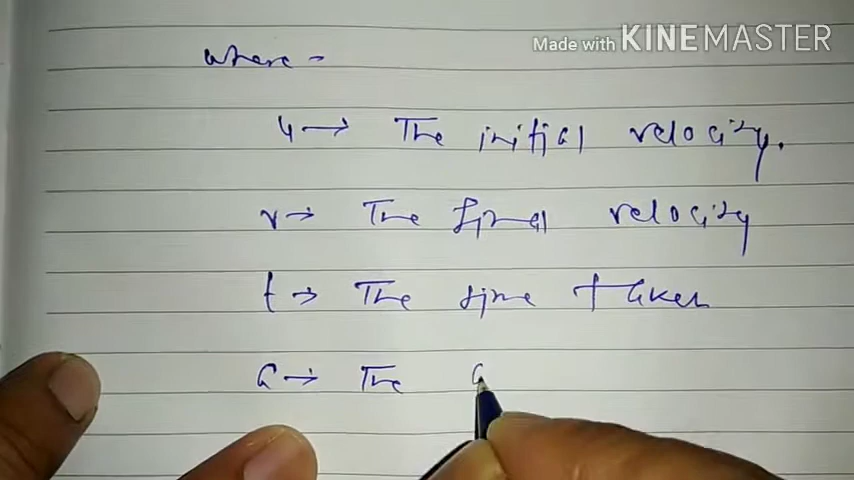 Made with KINEMASTER
where -
u → The initial velocity.
v → The final velocity
t → The time taken
a → The a